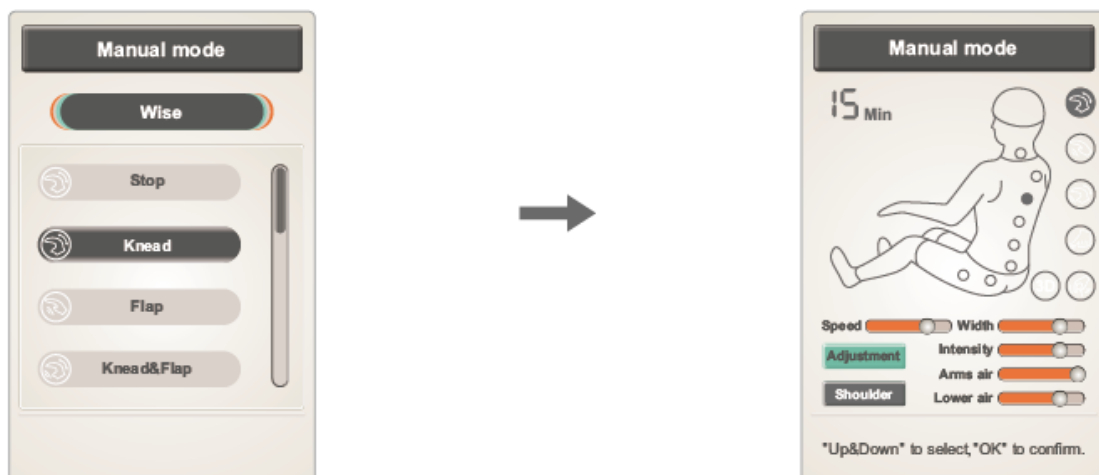 Manual mode
Wise
Stop
Knead
Flap
Knead&Flap
Manual mode
15 Min
Speed
Width
Adjustment
Intensity
Arms air
Shoulder
Lower air
"Up&Down" to select,"OK" to confirm.